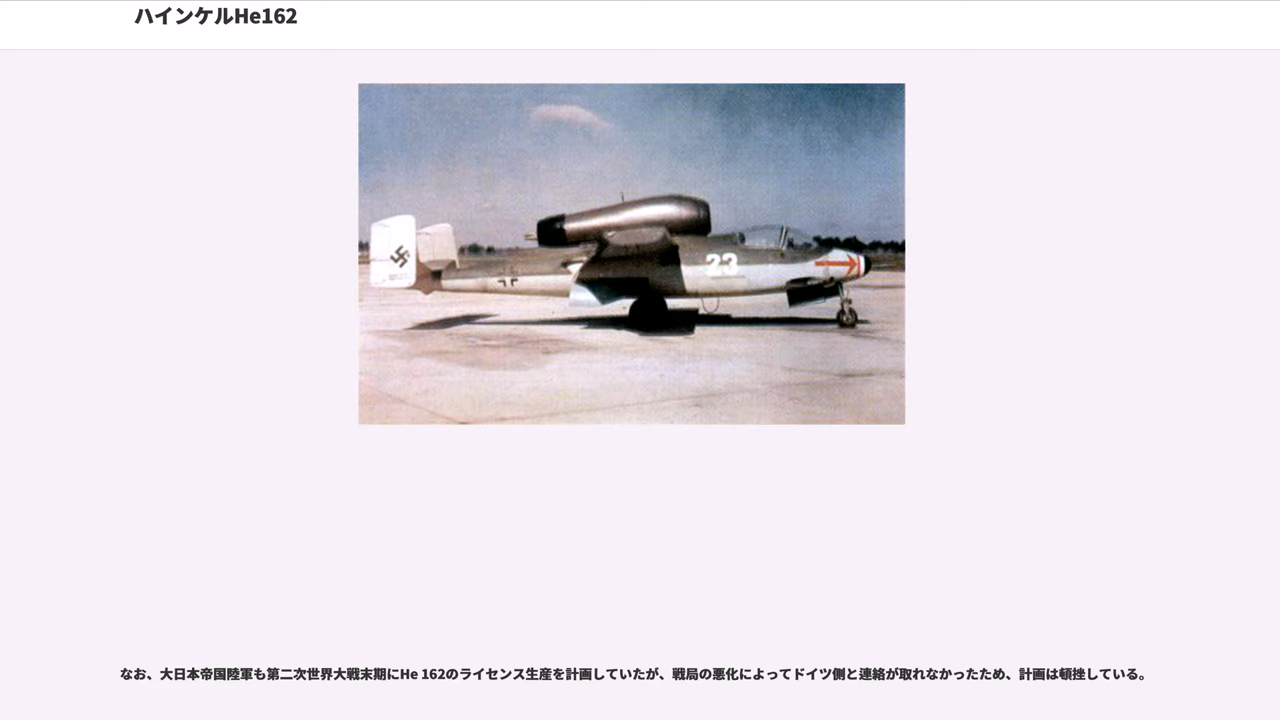 ハインケルHe162
23
なお、大日本帝国陸軍も第二次世界大戦末期にHe 162のライセンス生産を計画していたが、戦局の悪化によってドイツ側と連絡が取れなかったため、計画は頓挫している。